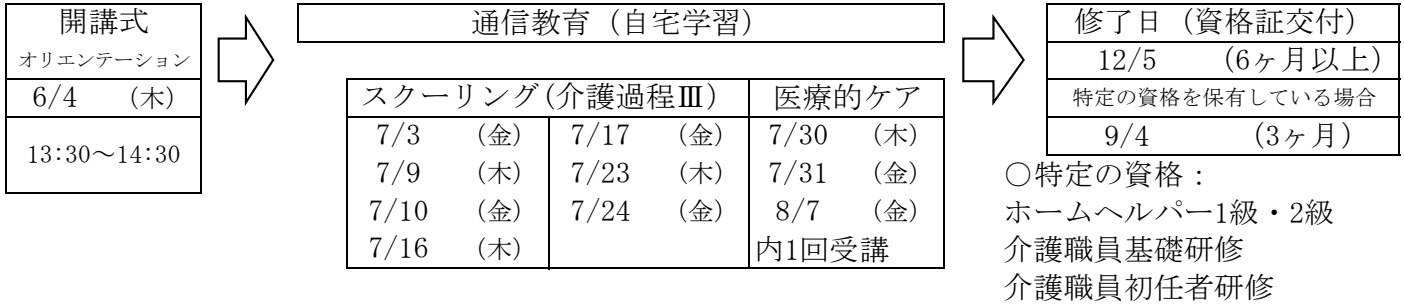 開講式
オリエンテーション
6/4 (木)
13:30～14:30
通信教育(自宅学習)
スクーリング(介護過程Ⅲ) 医療的ケア
7/3 (金) 7/17 (金) 7/30 (木)
7/9 (木) 7/23 (木) 7/31 (金)
7/10 (金) 7/24 (金) 8/7 (金)
7/16 (木) 内1回受講
修了日(資格証交付)
12/5 (6ヶ月以上)
特定の資格を保有している場合
9/4 (3ヶ月)
○特定の資格：
ホームヘルパー1級・2級
介護職員基礎研修
介護職員初任者研修